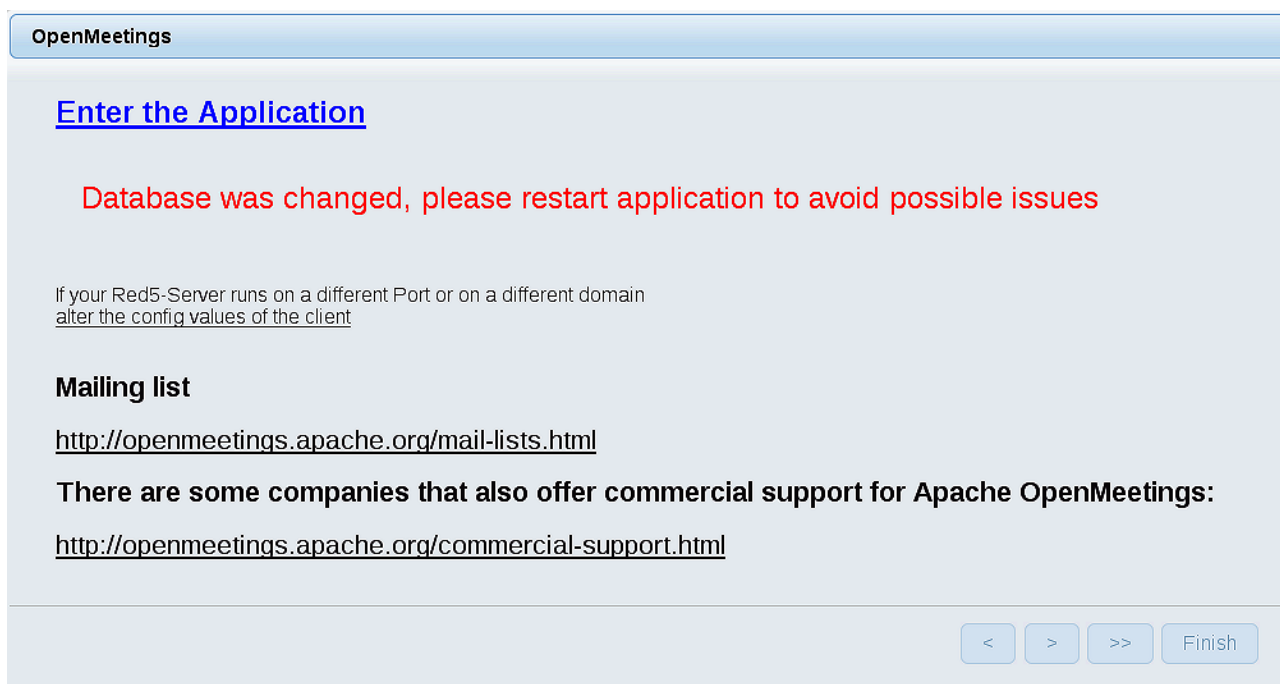 OpenMeetings
Enter the Application
Database was changed, please restart application to avoid possible issues
If your Red5-Server runs on a different Port or on a different domain
alter the config values of the client
Mailing list
http://openmeetings.apache.org/mail-lists.html
There are some companies that also offer commercial support for Apache OpenMeetings:
http://openmeetings.apache.org/commercial-support.html
< > >> Finish